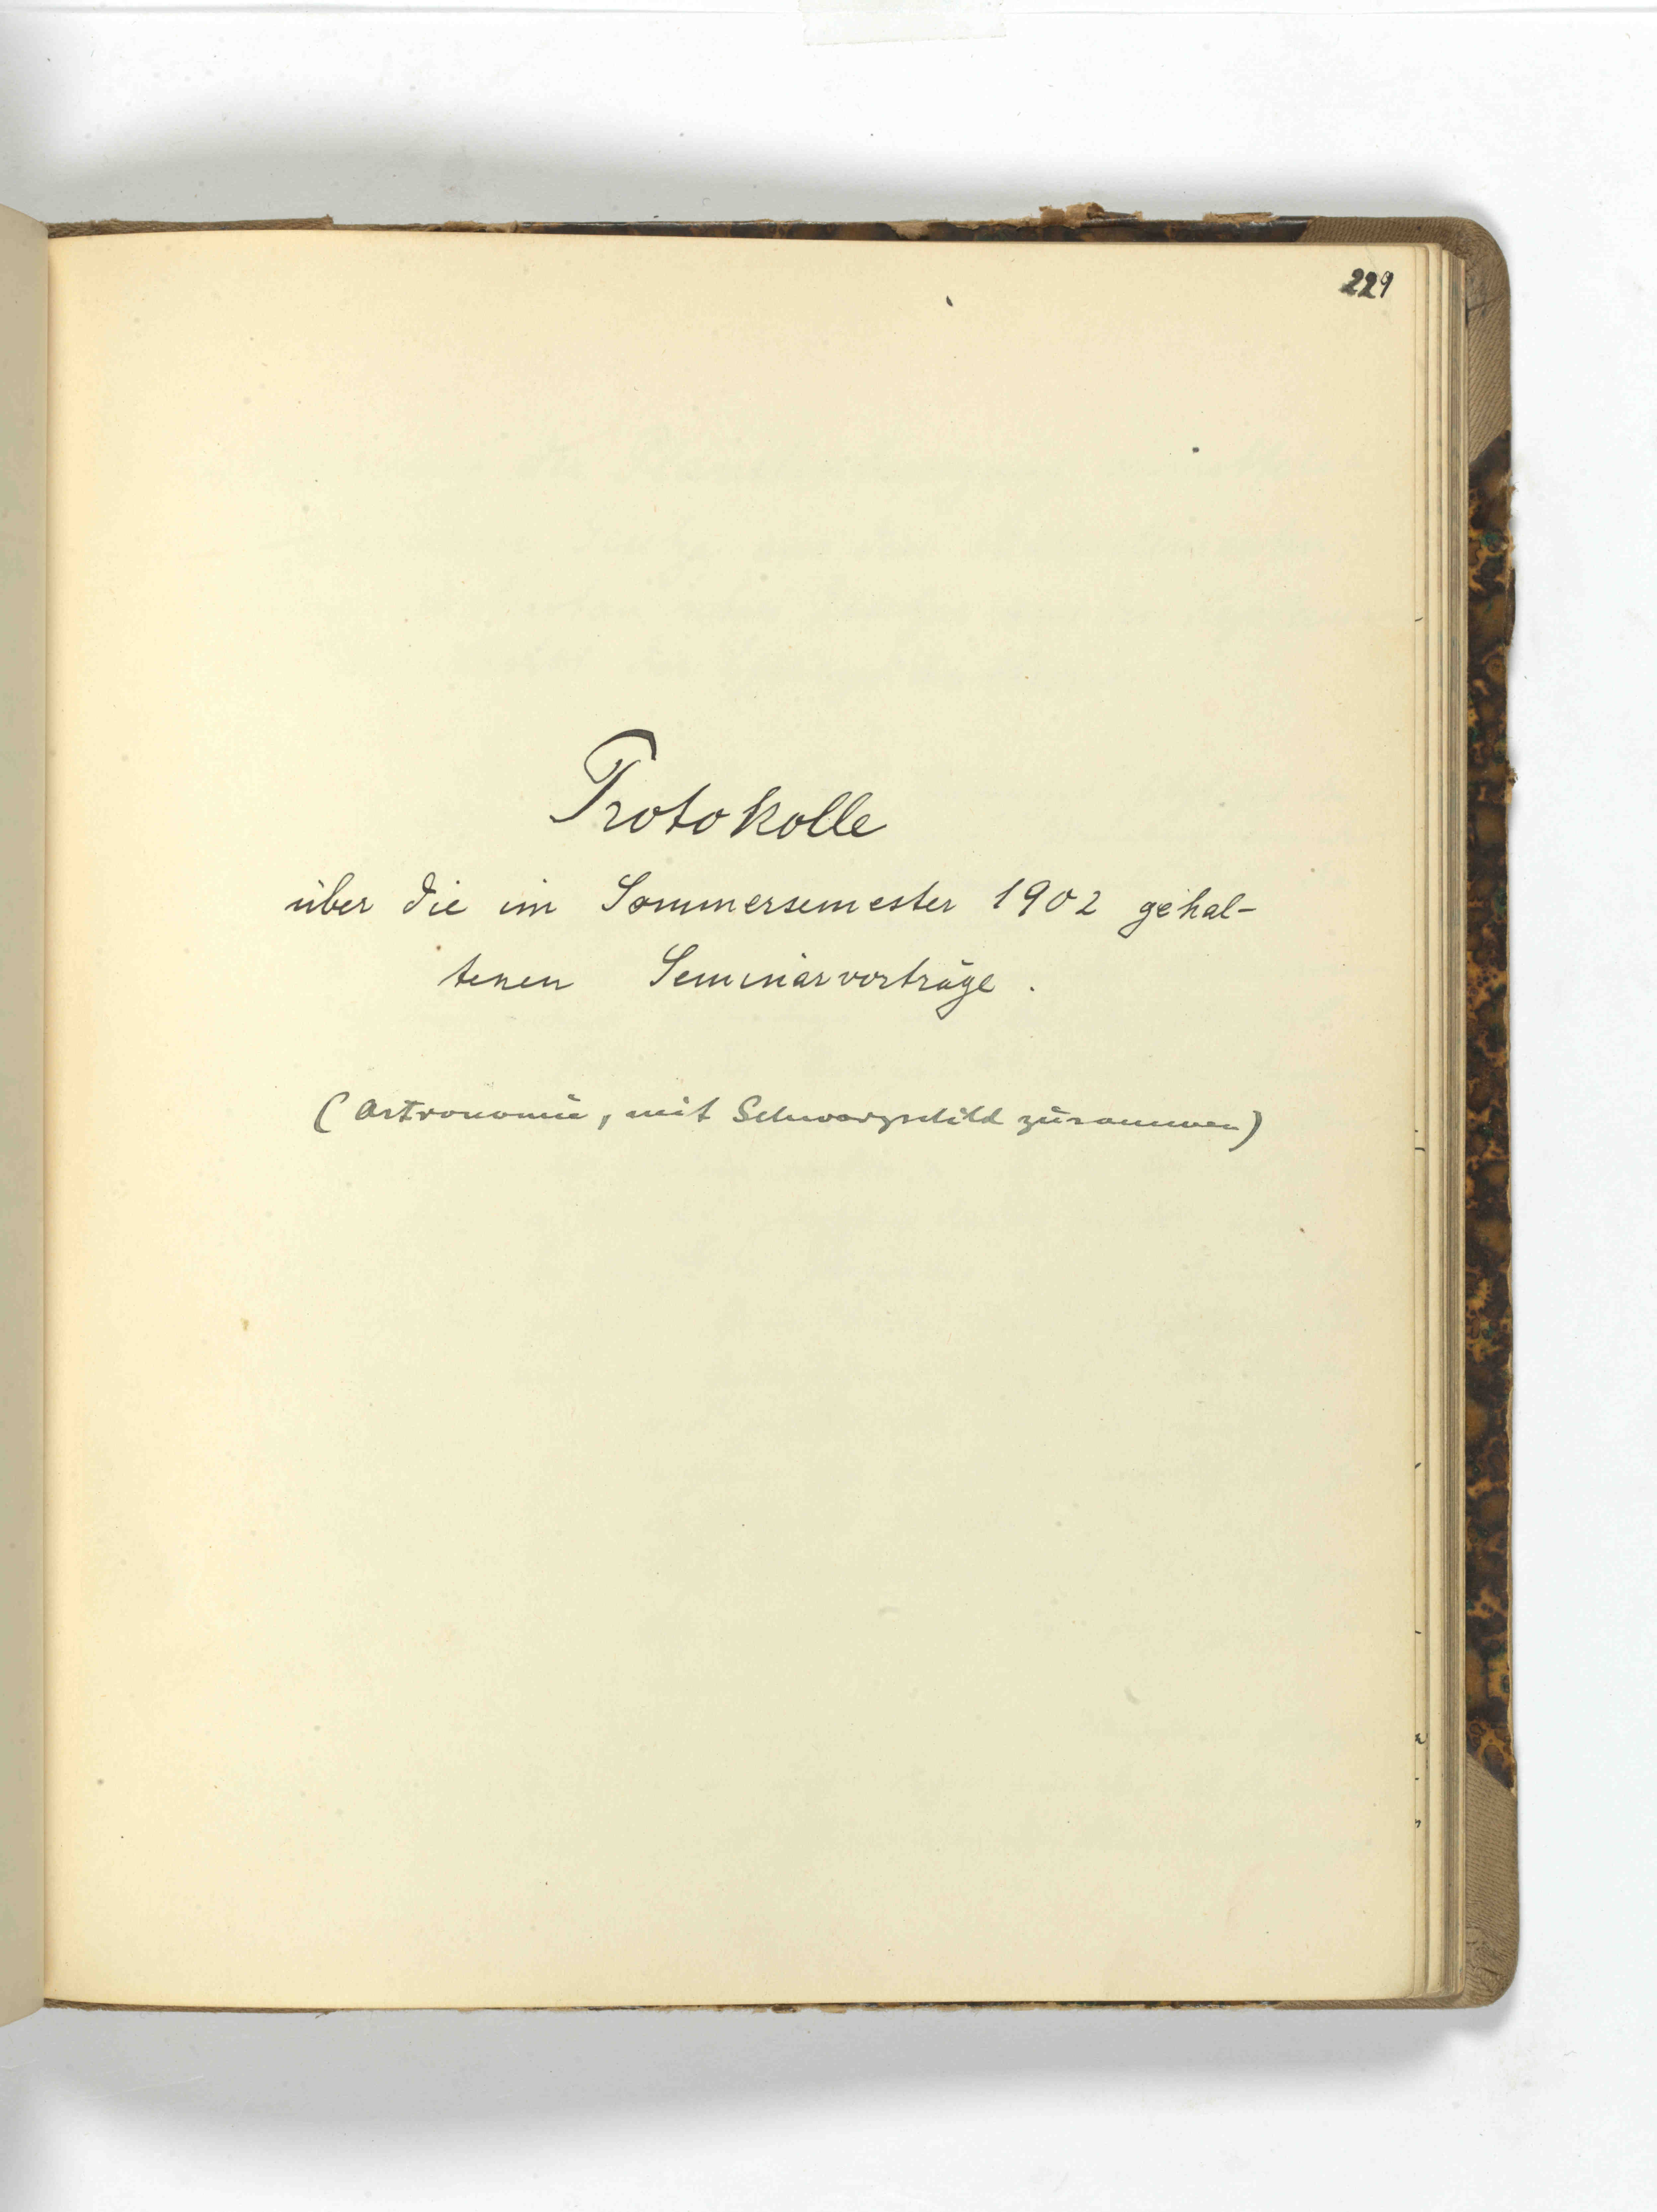 229
Protokolle
über die im Sommersemester 1902 gehal-
tenen Seminarvorträge.
(Astronomie, mit Schwarzschild zusammen)